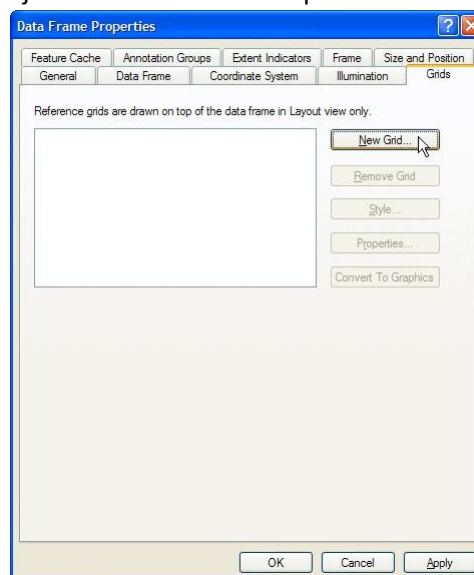 Data Frame Properties
Feature Cache Annotation Groups Extent Indicators Frame Size and Position
General Data Frame Coordinate System Illumination Grids
Reference grids are drawn on top of the data frame in Layout view only.
New Grid...
Remove Grid
Style...
Properties...
Convert To Graphics
OK Cancel Apply